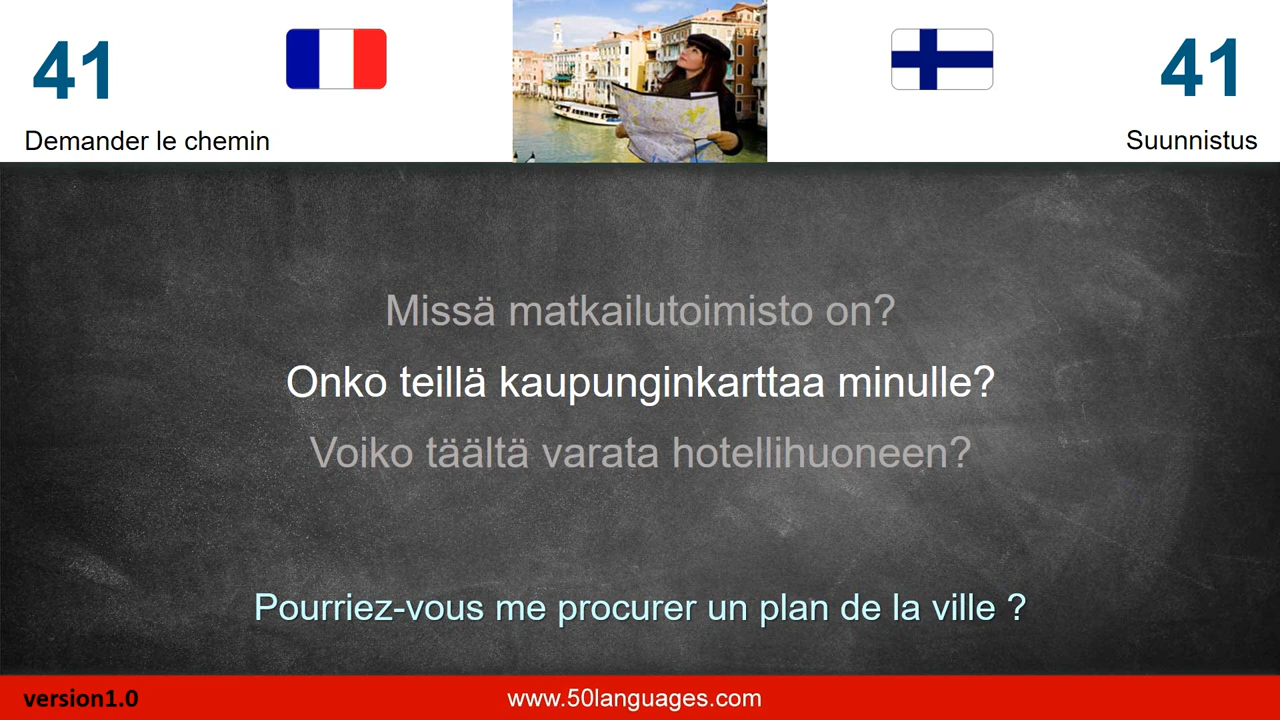 41
41
Demander le chemin
Suunnistus
Missä matkailutoimisto on?
Onko teillä kaupunginkarttaa minulle?
Voiko täältä varata hotellihuoneen?
Pourriez-vous me procurer un plan de la ville ?
version1.0
www.50languages.com